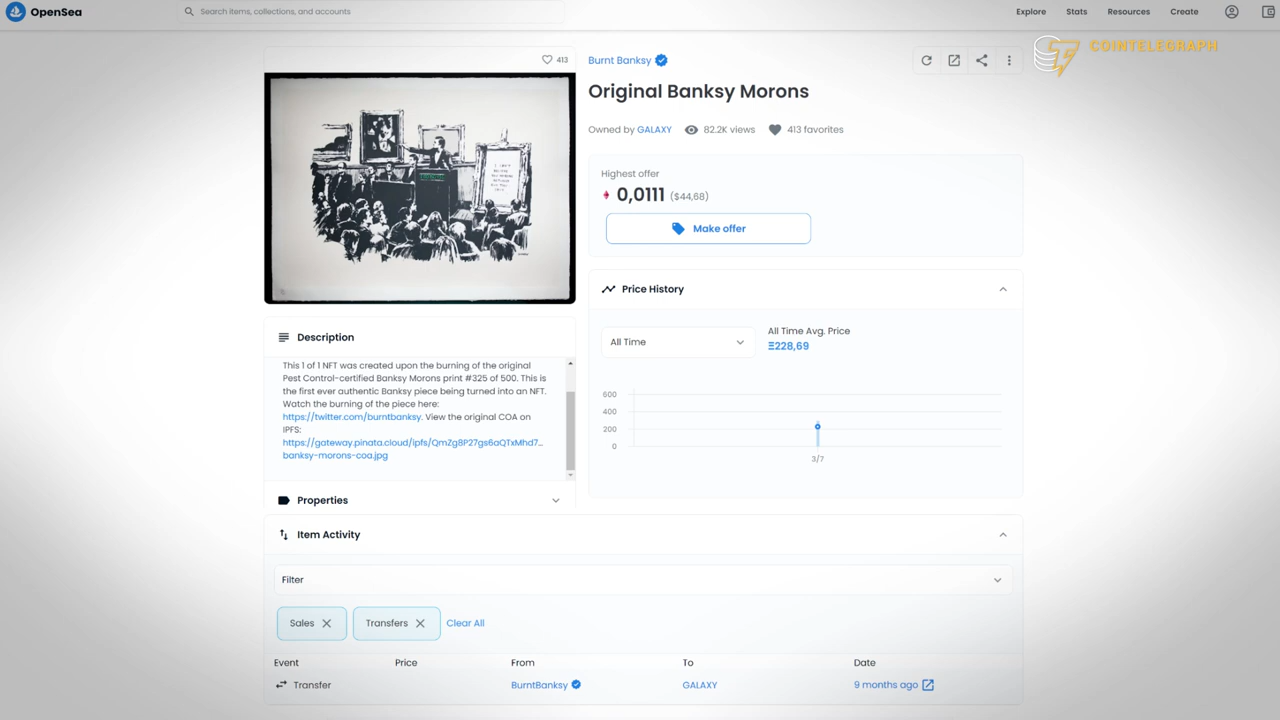 OpenSea
Search items, collections, and accounts
Explore
Stats
Resources
Create
COINTELEGRAPH
413
Burnt Banksy
Original Banksy Morons
Owned by GALAXY
82.2K views
413 favorites
Highest offer
0,0111 ($44,68)
Make offer
Price History
All Time
All Time Avg. Price
Ξ228,69
600
400
200
0
3/7
Description
This 1 of 1 NFT was created upon the burning of the original
Pest Control-certified Banksy Morons print #325 of 500. This is
the first ever authentic Banksy piece being turned into an NFT.
Watch the burning of the piece here:
https://twitter.com/burntbanksy. View the original COA on
IPFS:
https://gateway.pinata.cloud/ipfs/QmZg8P27gs6aQTxMhd7...
banksy-morons-coa.jpg
Properties
Item Activity
Filter
Sales
Transfers
Clear All
Event
Price
From
To
Date
Transfer
BurntBanksy
GALAXY
9 months ago